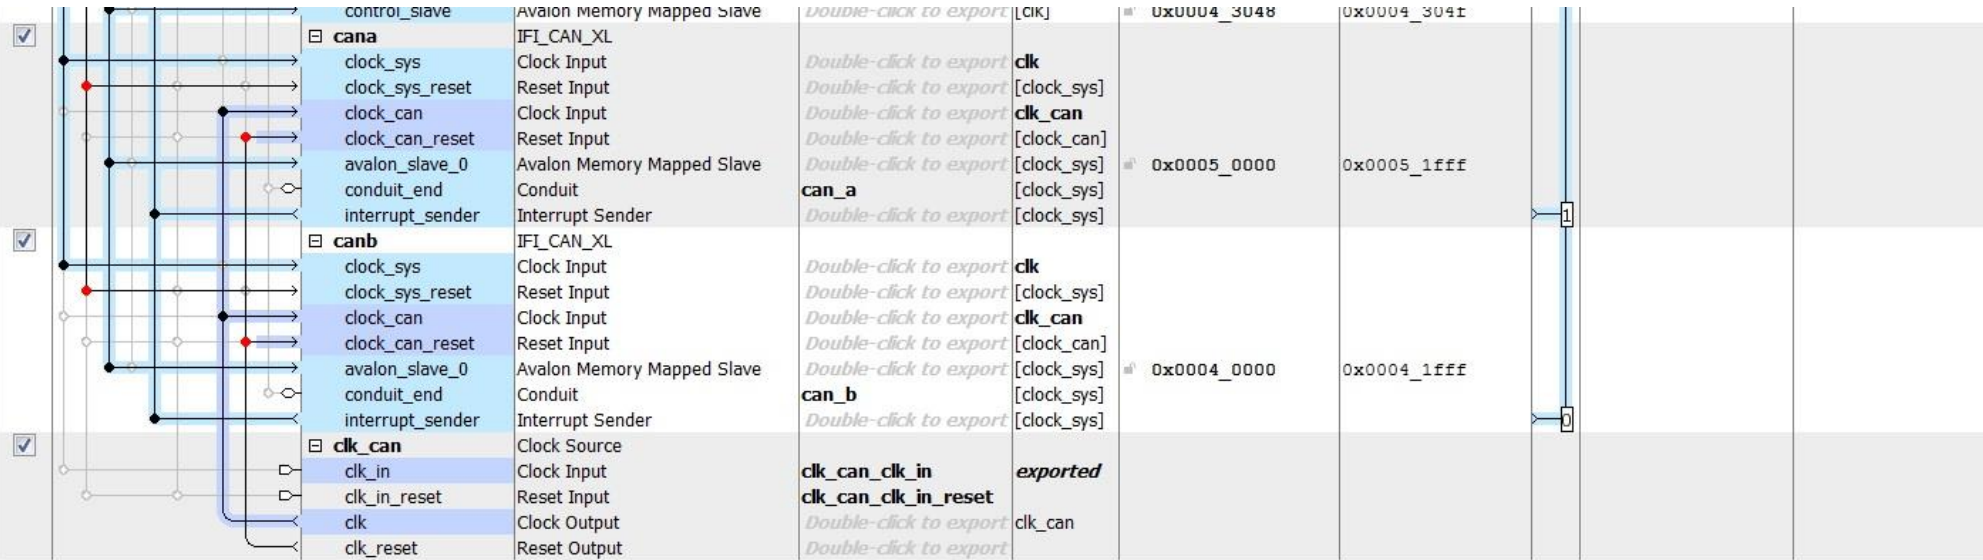 control_slave Avalon Memory Mapped Slave Double-click to export [clk] 0x0004_3048 0x0004_304f
cana IFI_CAN_XL
clock_sys Clock Input Double-click to export clk
clock_sys_reset Reset Input Double-click to export [clock_sys]
clock_can Clock Input Double-click to export clk_can
clock_can_reset Reset Input Double-click to export [clock_can]
avalon_slave_0 Avalon Memory Mapped Slave Double-click to export [clock_sys] 0x0005_0000 0x0005_1fff
conduit_end Conduit can_a [clock_sys]
interrupt_sender Interrupt Sender Double-click to export [clock_sys] 1
canb IFI_CAN_XL
clock_sys Clock Input Double-click to export clk
clock_sys_reset Reset Input Double-click to export [clock_sys]
clock_can Clock Input Double-click to export clk_can
clock_can_reset Reset Input Double-click to export [clock_can]
avalon_slave_0 Avalon Memory Mapped Slave Double-click to export [clock_sys] 0x0004_0000 0x0004_1fff
conduit_end Conduit can_b [clock_sys]
interrupt_sender Interrupt Sender Double-click to export [clock_sys] 0
clk_can Clock Source
clk_in Clock Input clk_can_clk_in exported
clk_in_reset Reset Input clk_can_clk_in_reset
clk Clock Output Double-click to export clk_can
clk_reset Reset Output Double-click to export